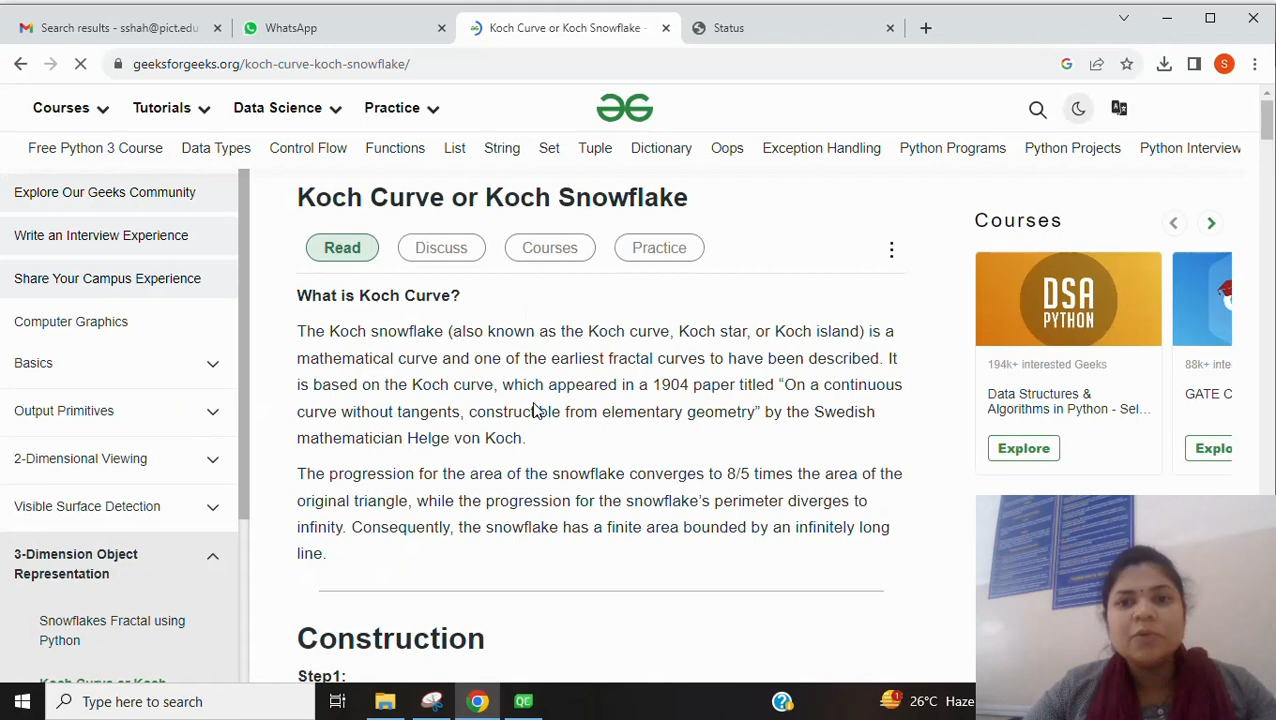 Search results - sshah@pict.edu
WhatsApp
Koch Curve or Koch Snowflake -
Status
geeksforgeeks.org/koch-curve-koch-snowflake/
S
Courses
Tutorials
Data Science
Practice
Free Python 3 Course
Data Types
Control Flow
Functions
List
String
Set
Tuple
Dictionary
Oops
Exception Handling
Python Programs
Python Projects
Python Interview
Explore Our Geeks Community
Write an Interview Experience
Share Your Campus Experience
Computer Graphics
Basics
Output Primitives
2-Dimensional Viewing
Visible Surface Detection
3-Dimension Object
Representation
Snowflakes Fractal using
Python
Koch Curve or Koch
Koch Curve or Koch Snowflake
Read
Discuss
Courses
Practice
What is Koch Curve?
The Koch snowflake (also known as the Koch curve, Koch star, or Koch island) is a
mathematical curve and one of the earliest fractal curves to have been described. It
is based on the Koch curve, which appeared in a 1904 paper titled “On a continuous
curve without tangents, constructible from elementary geometry” by the Swedish
mathematician Helge von Koch.
The progression for the area of the snowflake converges to 8/5 times the area of the
original triangle, while the progression for the snowflake’s perimeter diverges to
infinity. Consequently, the snowflake has a finite area bounded by an infinitely long
line.
Construction
Step1:
Courses
DSA
PYTHON
194k+ interested Geeks
Data Structures &
Algorithms in Python - Sel...
Explore
88k+ inter
GATE C
Explo
Type here to search
QC
1
26°C Haze